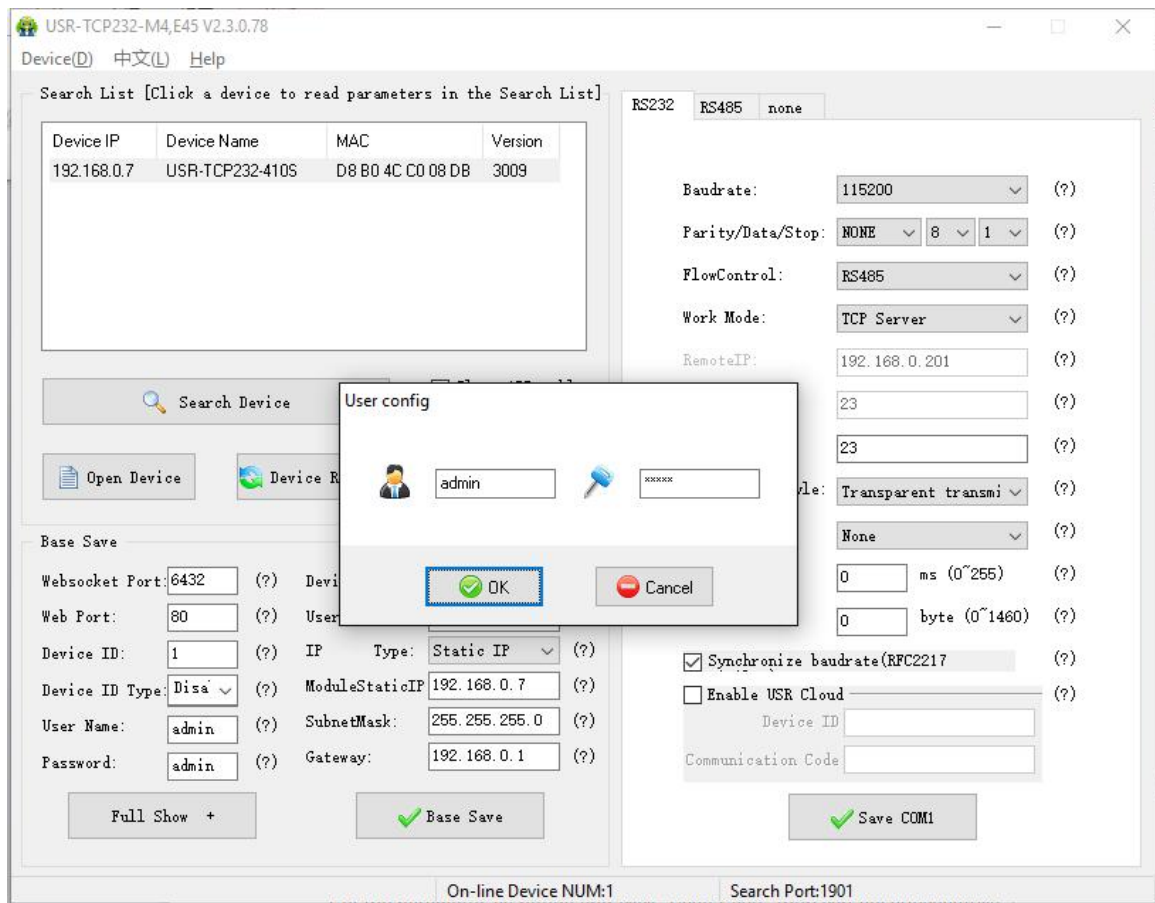 USR-TCP232-M4,E45 V2.3.0.78
Device(D) 中文(L) Help
Search List [Click a device to read parameters in the Search List]
Device IP Device Name MAC Version
192.168.0.7 USR-TCP232-410S D8 B0 4C C0 08 DB 3009
Search Device
Open Device
Device R
Base Save
Websocket Port: 6432 (?) Devi
Web Port: 80 (?) User
Device ID: 1 (?) IP Type: Static IP (?)
Device ID Type: Disa (?) ModuleStaticIP 192.168.0.7 (?)
User Name: admin (?) SubnetMask: 255.255.255.0 (?)
Password: admin (?) Gateway: 192.168.0.1 (?)
Full Show + Base Save
User config
admin *****
OK Cancel
RS232 RS485 none
Baudrate: 115200 (?)
Parity/Data/Stop: NONE 8 1 (?)
FlowControl: RS485 (?)
Work Mode: TCP Server (?)
RemoteIP: 192.168.0.201 (?)
23 (?)
23 (?)
yle: Transparent transmi (?)
None (?)
0 ms (0~255) (?)
0 byte (0~1460) (?)
Synchronize baudrate(RFC2217 (?)
Enable USR Cloud (?)
Device ID
Communication Code
Save COM1
On-line Device NUM:1 Search Port:1901